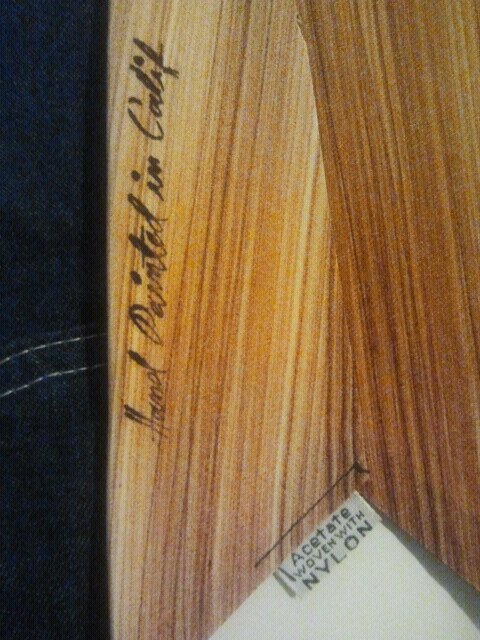 Hand Painted in Calif
Acetate
WOVEN WITH
NYLON